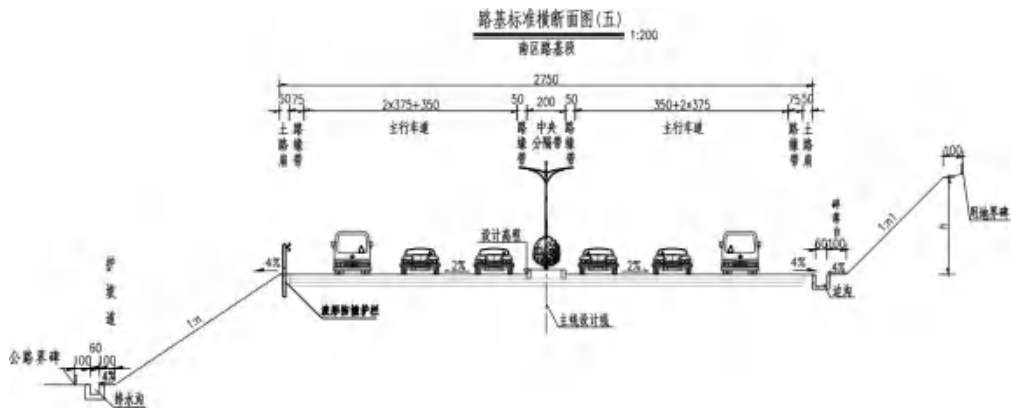 路基标准横断面图(五)
1:200
南区路基段
2750
50 75 2x375+350 50 200 50 350+2x375 75 50
土路肩 路缘带 主行车道 路缘带 中央分隔带 路缘带 主行车道 路缘带 土路肩
100
用地界碑
碎落台
60 100
1:n1
h
设计高程
4% 2% 2% 4% 4%
边沟
护坡道
波形防撞护栏
主线设计线
1:n
公路界碑
60
100 100
4%
排水沟